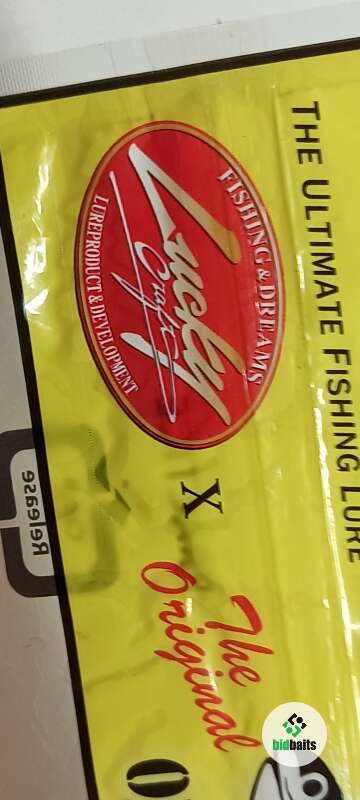 THE ULTIMATE FISHING LURE
FISHING & DREAMS
Lucky
Craft
LUREPRODUCT & DEVELOPMENT
X
The
Original
Release
bidbaits